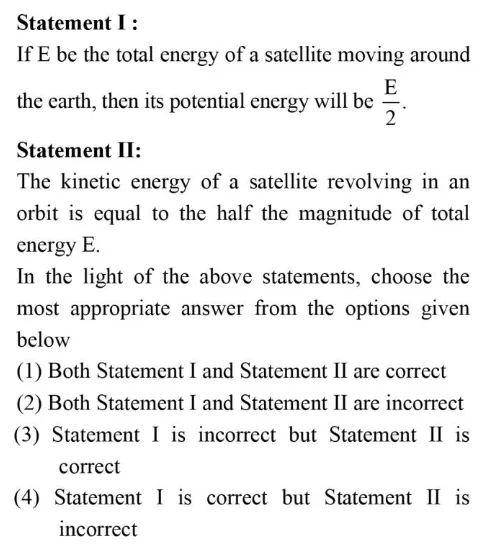 Statement I :
If E be the total energy of a satellite moving around
the earth, then its potential energy will be E/2.
Statement II:
The kinetic energy of a satellite revolving in an
orbit is equal to the half the magnitude of total
energy E.
In the light of the above statements, choose the
most appropriate answer from the options given
below
(1) Both Statement I and Statement II are correct
(2) Both Statement I and Statement II are incorrect
(3) Statement I is incorrect but Statement II is
correct
(4) Statement I is correct but Statement II is
incorrect